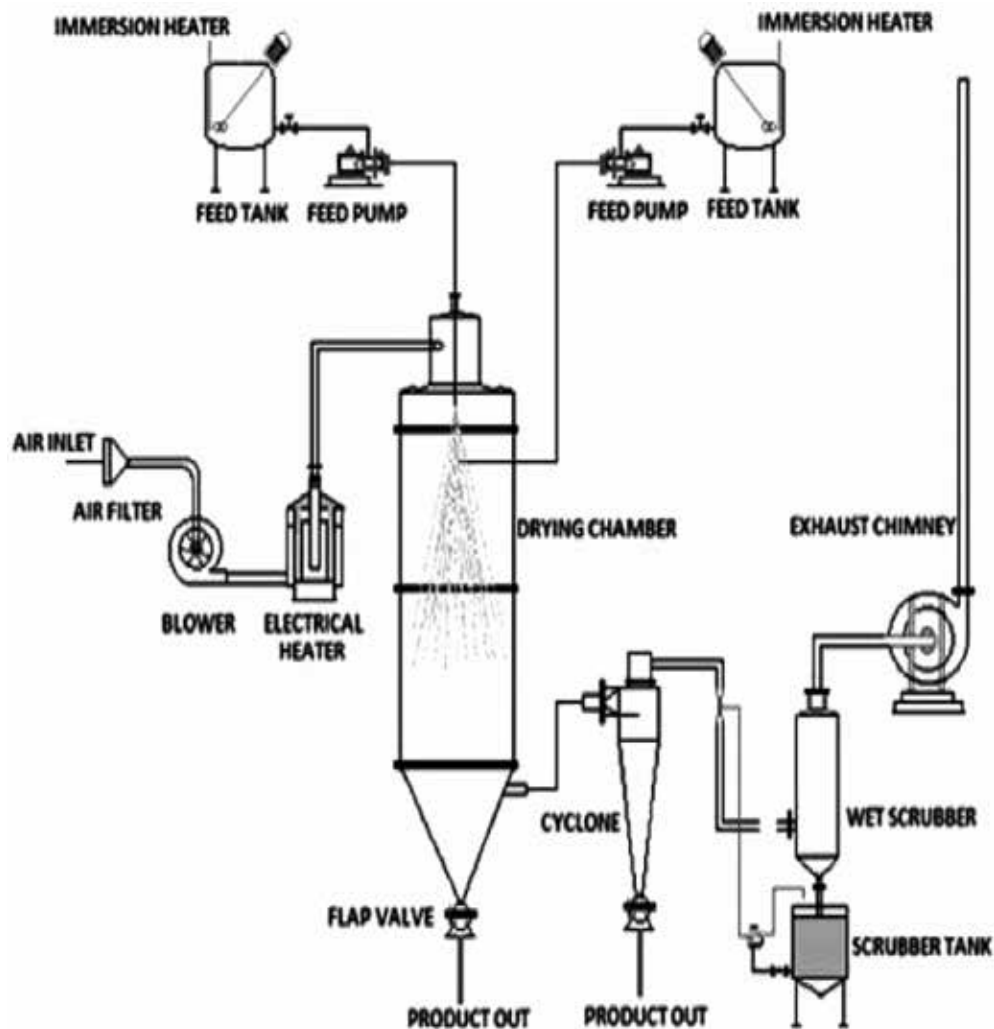 IMMERSION HEATER
IMMERSION HEATER
FEED TANK
FEED PUMP
FEED PUMP
FEED TANK
AIR INLET
AIR FILTER
DRYING CHAMBER
EXHAUST CHIMNEY
BLOWER
ELECTRICAL
HEATER
CYCLONE
WET SCRUBBER
FLAP VALVE
SCRUBBER TANK
PRODUCT OUT
PRODUCT OUT